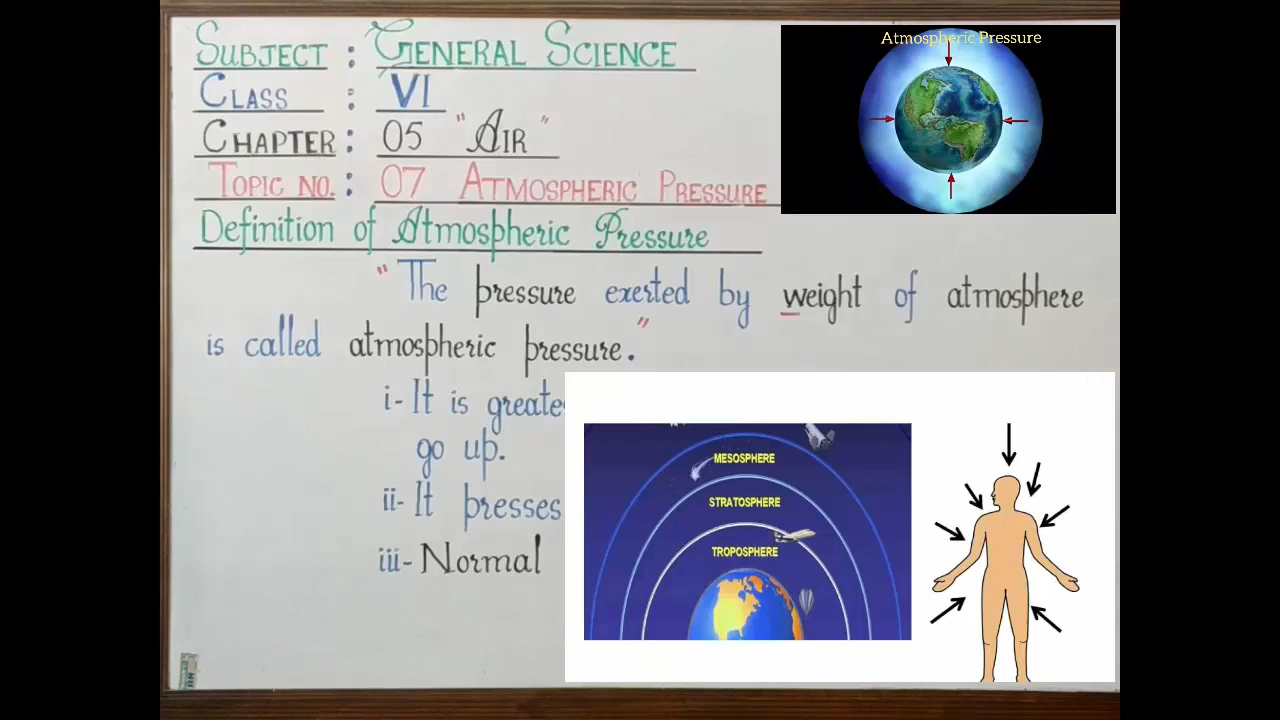 SUBJECT : GENERAL SCIENCE
CLASS : VI
CHAPTER : 05 "AIR"
TOPIC NO. : 07 ATMOSPHERIC PRESSURE
Definition of Atmospheric Pressure
"The pressure exerted by weight of atmosphere
is called atmospheric pressure."
i- It is greate
go up.
ii- It presses
iii- Normal
Atmospheric Pressure
MESOSPHERE
STRATOSPHERE
TROPOSPHERE